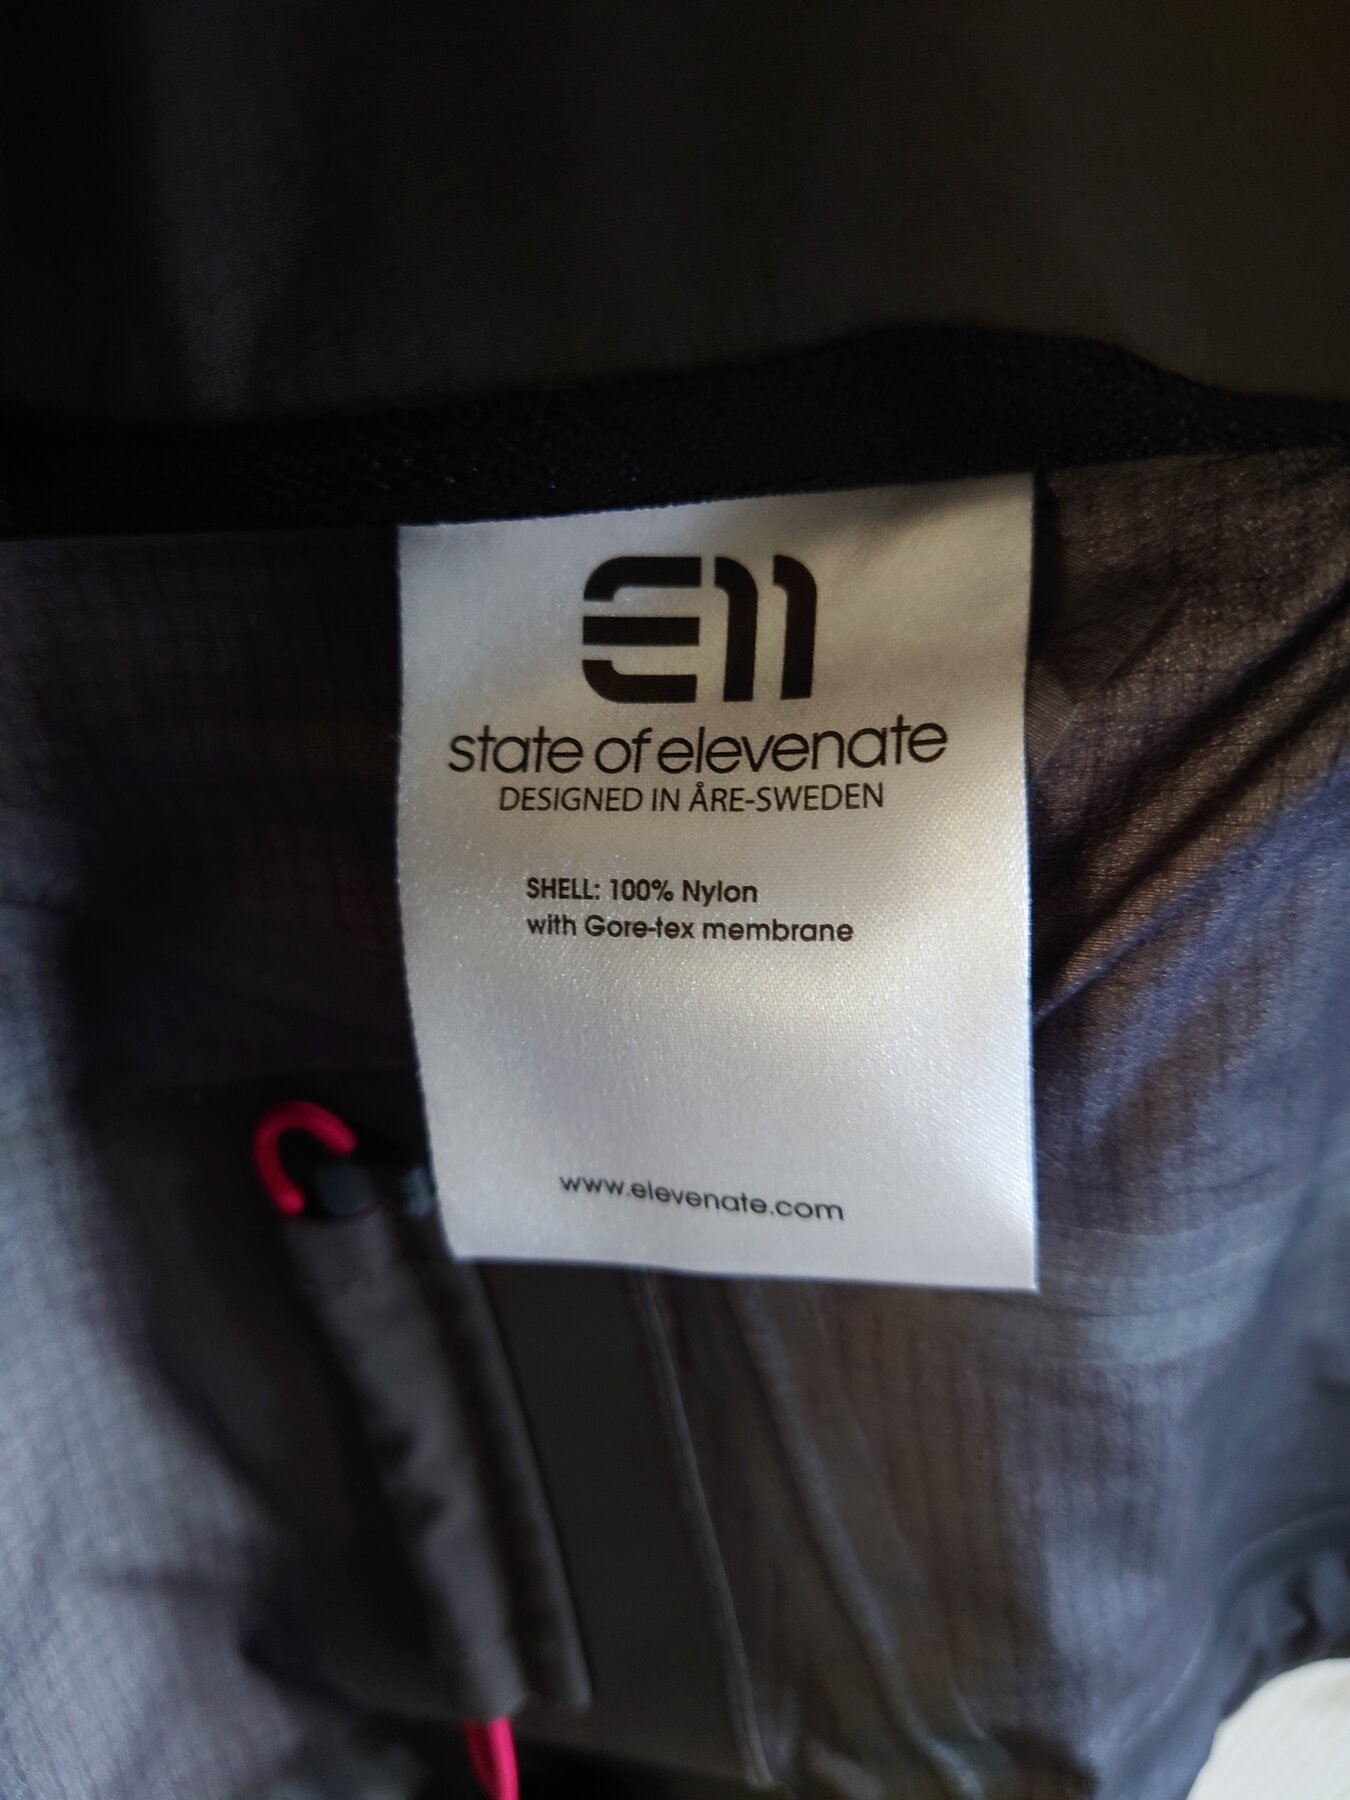 E11
state of elevenate
DESIGNED IN ÅRE-SWEDEN
SHELL: 100% Nylon
with Gore-tex membrane
www.elevenate.com